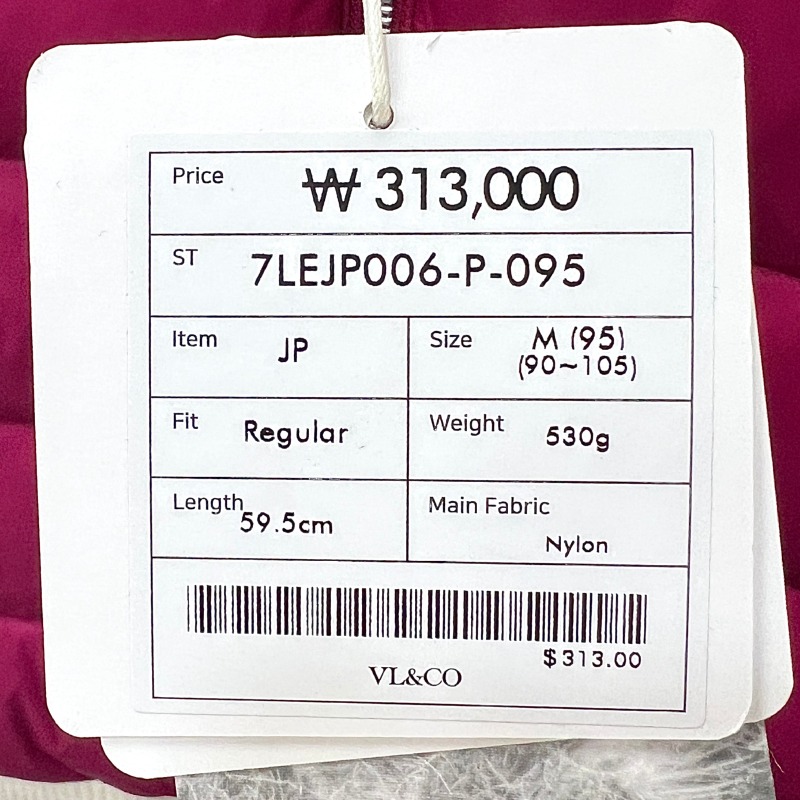 Price ₩ 313,000
ST 7LEJP006-P-095
Item JP
Size M (95)
(90~105)
Fit Regular
Weight 530g
Length 59.5cm
Main Fabric
Nylon
$313.00
VL&CO